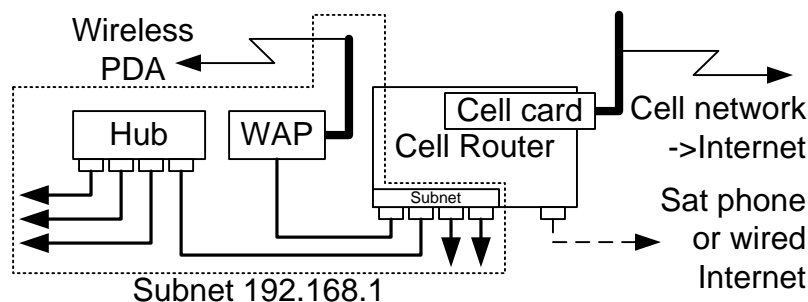 Wireless
PDA
Hub
WAP
Cell card
Cell Router
Subnet
Cell network
->Internet
Sat phone
or wired
Internet
Subnet 192.168.1